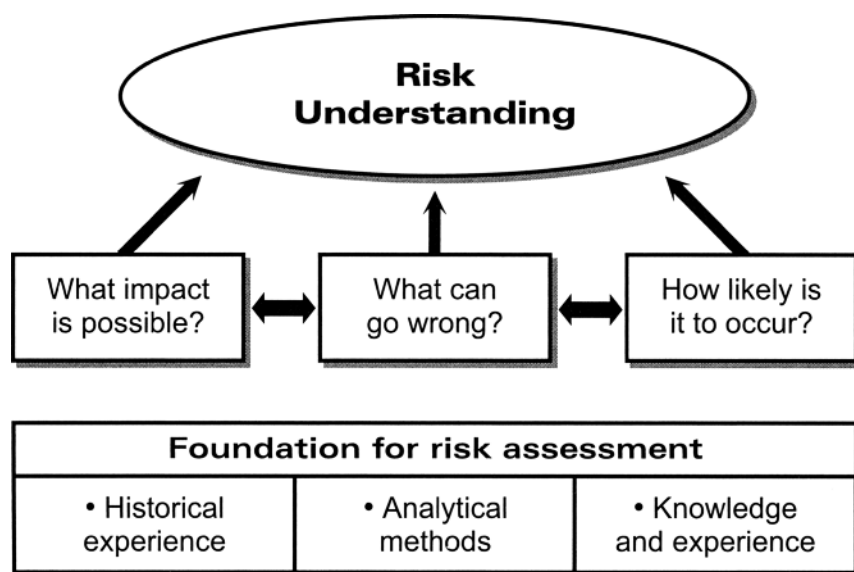 Risk
Understanding
What impact
is possible?
What can
go wrong?
How likely is
it to occur?
Foundation for risk assessment
• Historical
experience
• Analytical
methods
• Knowledge
and experience